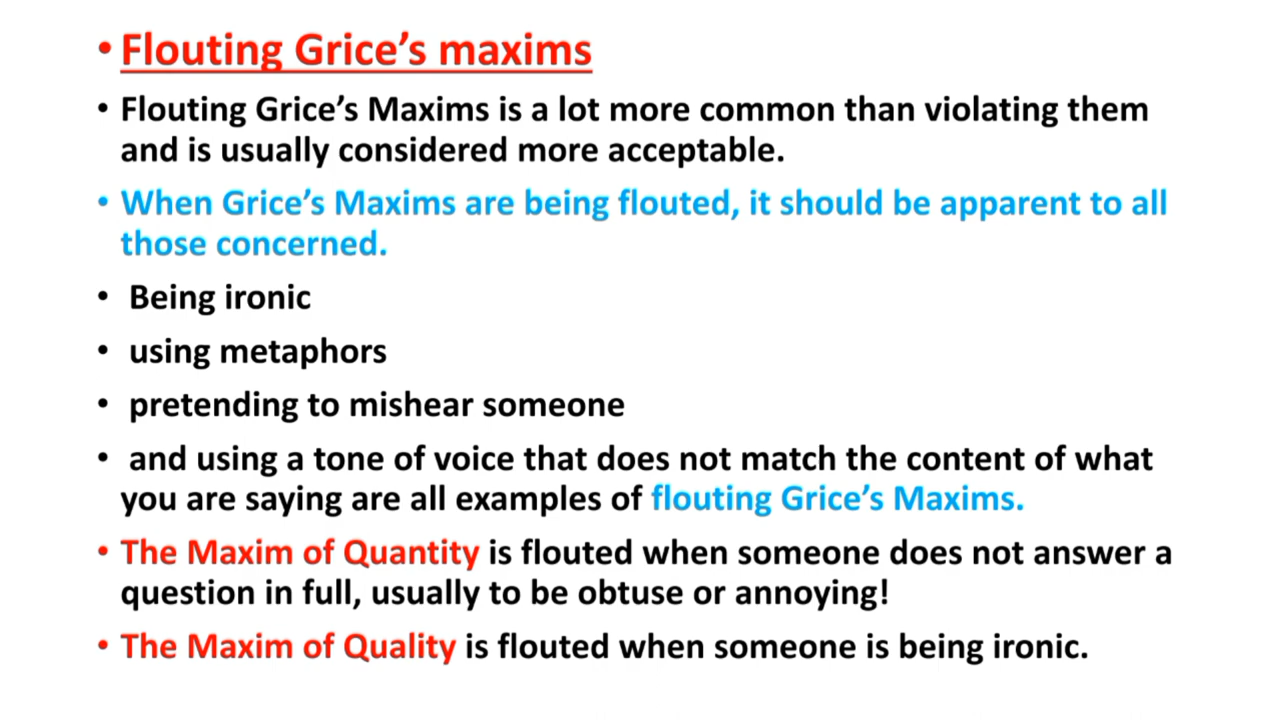 • Flouting Grice’s maxims
• Flouting Grice’s Maxims is a lot more common than violating them
and is usually considered more acceptable.
• When Grice’s Maxims are being flouted, it should be apparent to all
those concerned.
• Being ironic
• using metaphors
• pretending to mishear someone
• and using a tone of voice that does not match the content of what
you are saying are all examples of flouting Grice’s Maxims.
• The Maxim of Quantity is flouted when someone does not answer a
question in full, usually to be obtuse or annoying!
• The Maxim of Quality is flouted when someone is being ironic.